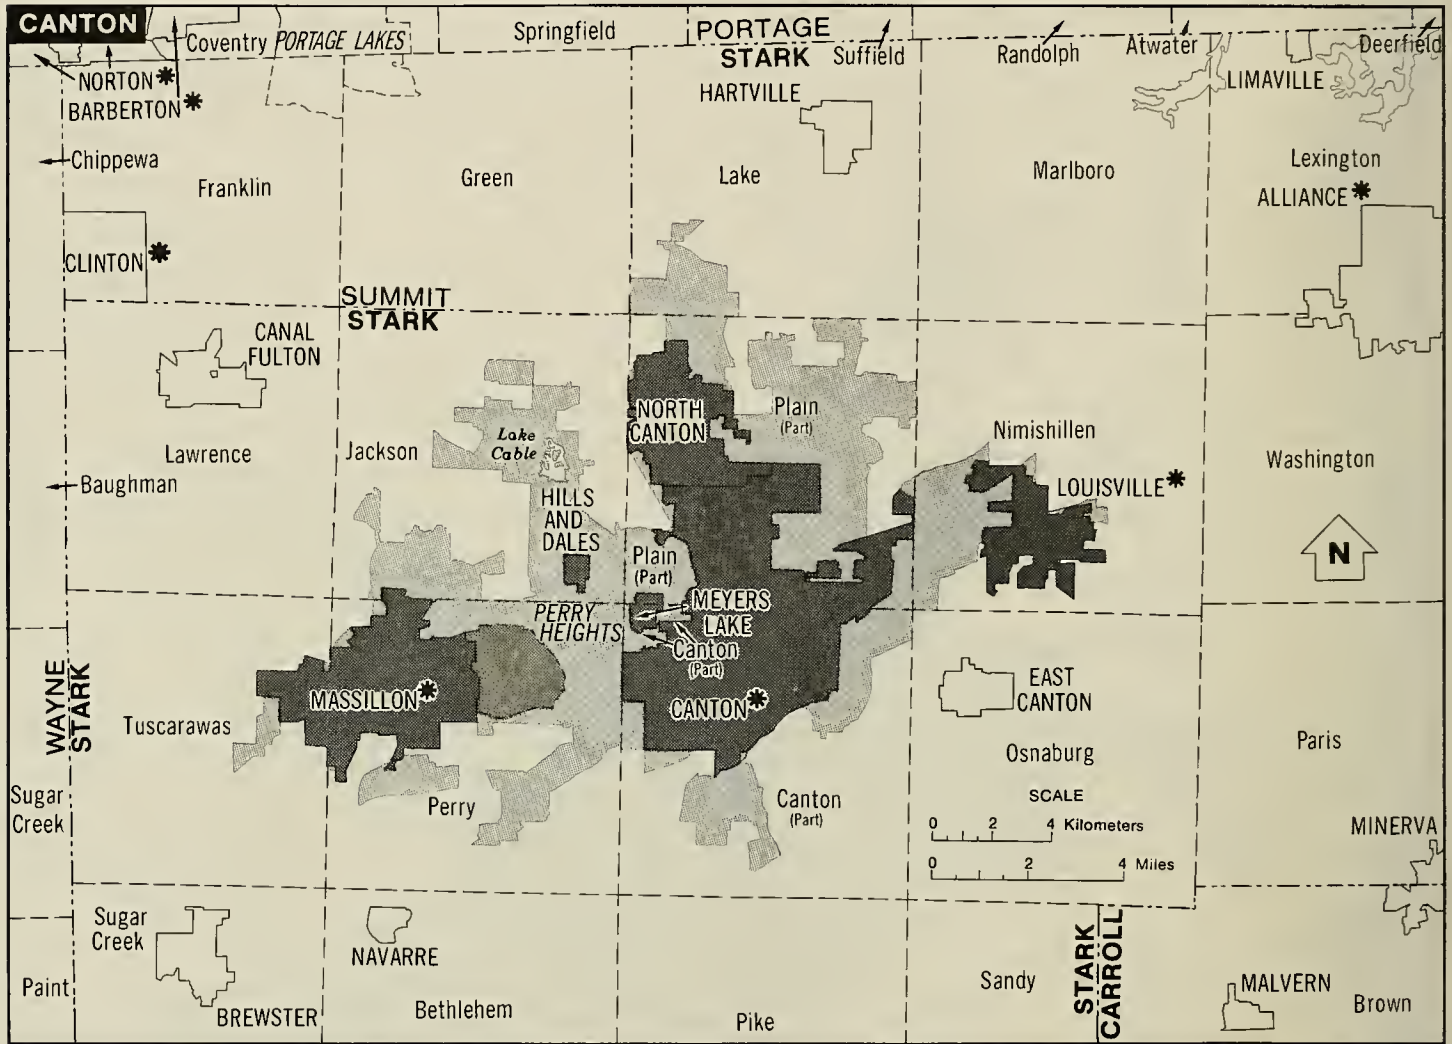 CANTON
Coventry
PORTAGE LAKES
Springfield
PORTAGE
STARK
Suffield
Randolph
Atwater
Deerfield
NORTON
BARBERTON
HARTVILLE
LIMAVILLE
Chippewa
Franklin
Green
Lake
Marlboro
Lexington
ALLIANCE
CLINTON
SUMMIT
STARK
CANAL
FULTON
NORTH
CANTON
Plain
(Part)
Lake
Cable
Nimishillen
Lawrence
Jackson
Washington
Baughman
LOUISVILLE
HILLS
AND
DALES
Plain
(Part)
N
PERRY
HEIGHTS
MEYERS
LAKE
Canton
(Part)
WAYNE
STARK
MASSILLON
CANTON
EAST
CANTON
Tuscarawas
Osnaburg
Paris
Sugar
Creek
Perry
Canton
(Part)
SCALE
0 2 4 Kilometers
0 2 4 Miles
MINERVA
Sugar
Creek
NAVARRE
Paint
BREWSTER
Bethlehem
Pike
Sandy
STARK
CARROLL
MALVERN
Brown